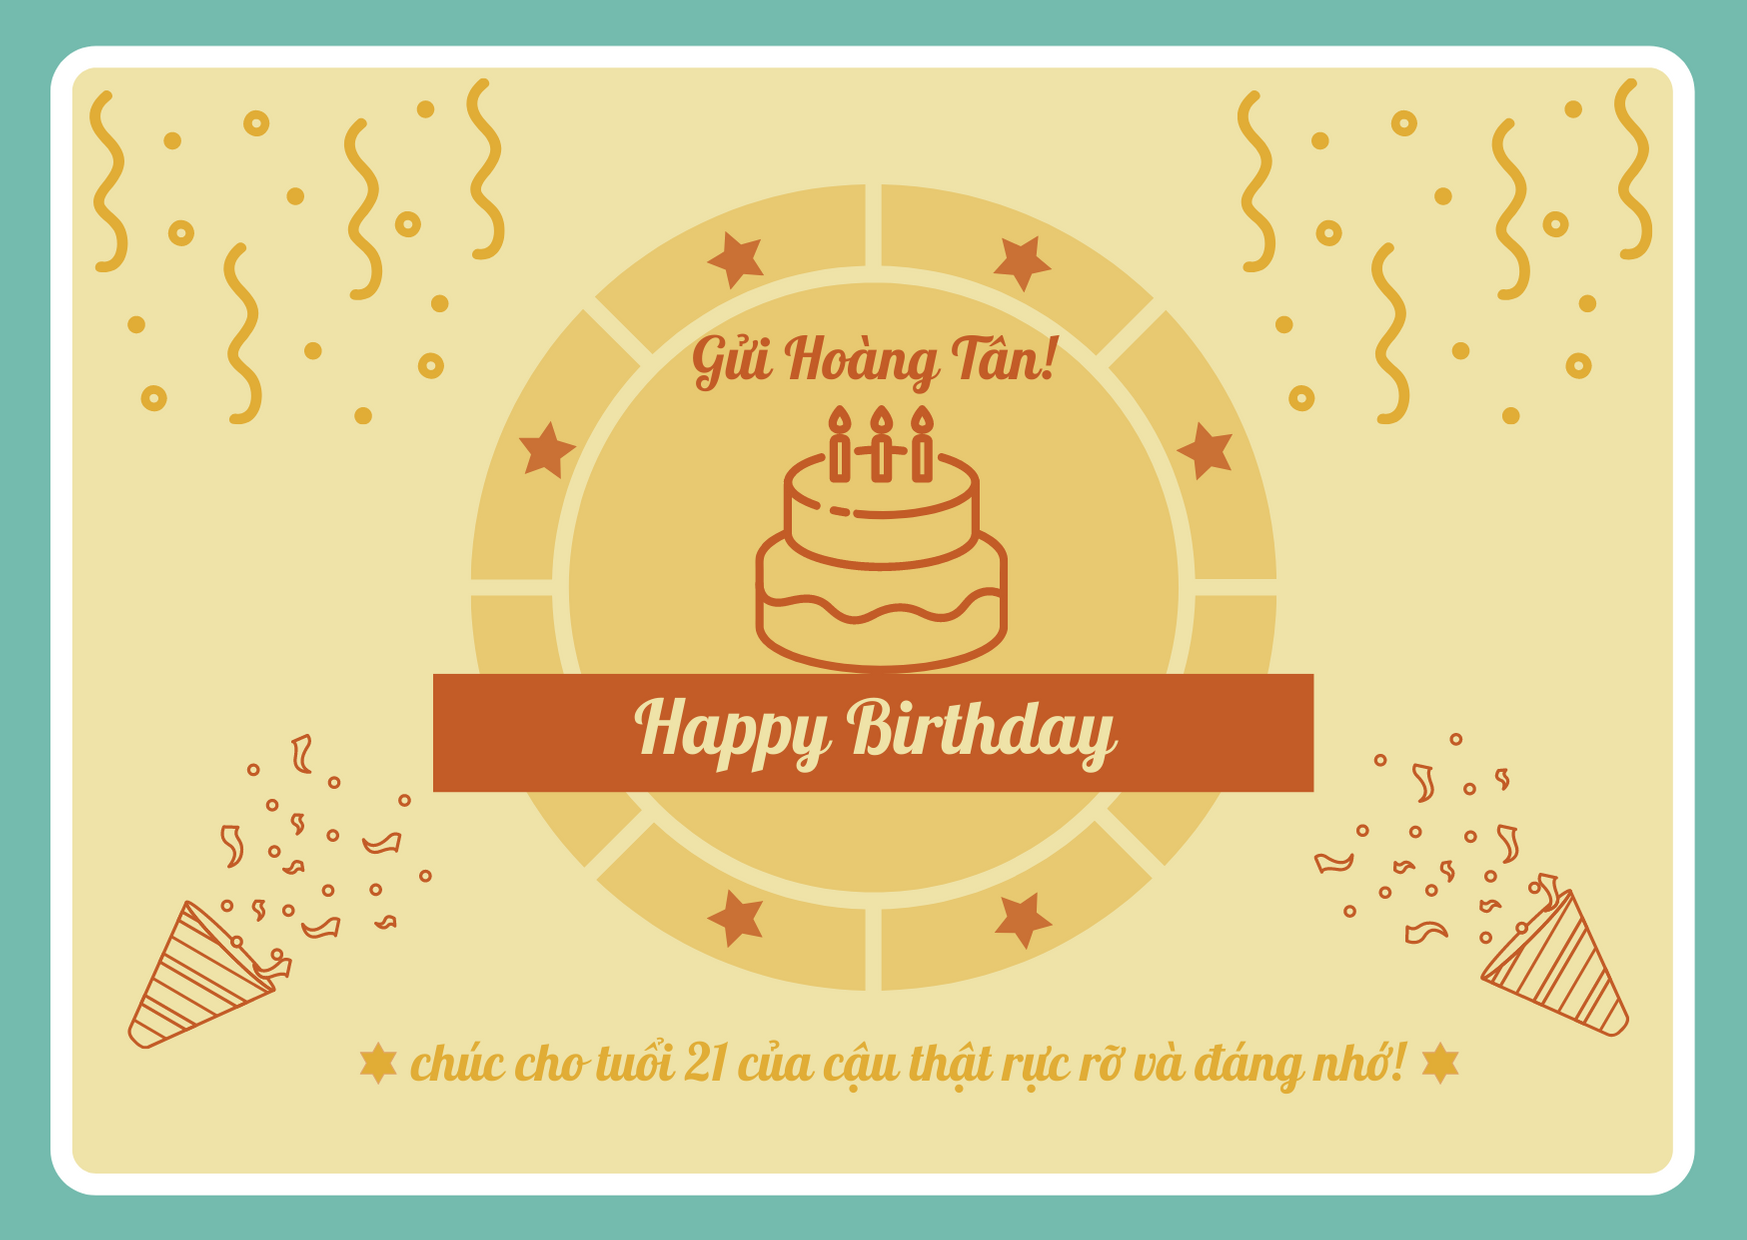 Gửi Hoàng Tân!
Happy Birthday
chúc cho tuổi 21 của cậu thật rực rỡ và đáng nhớ!